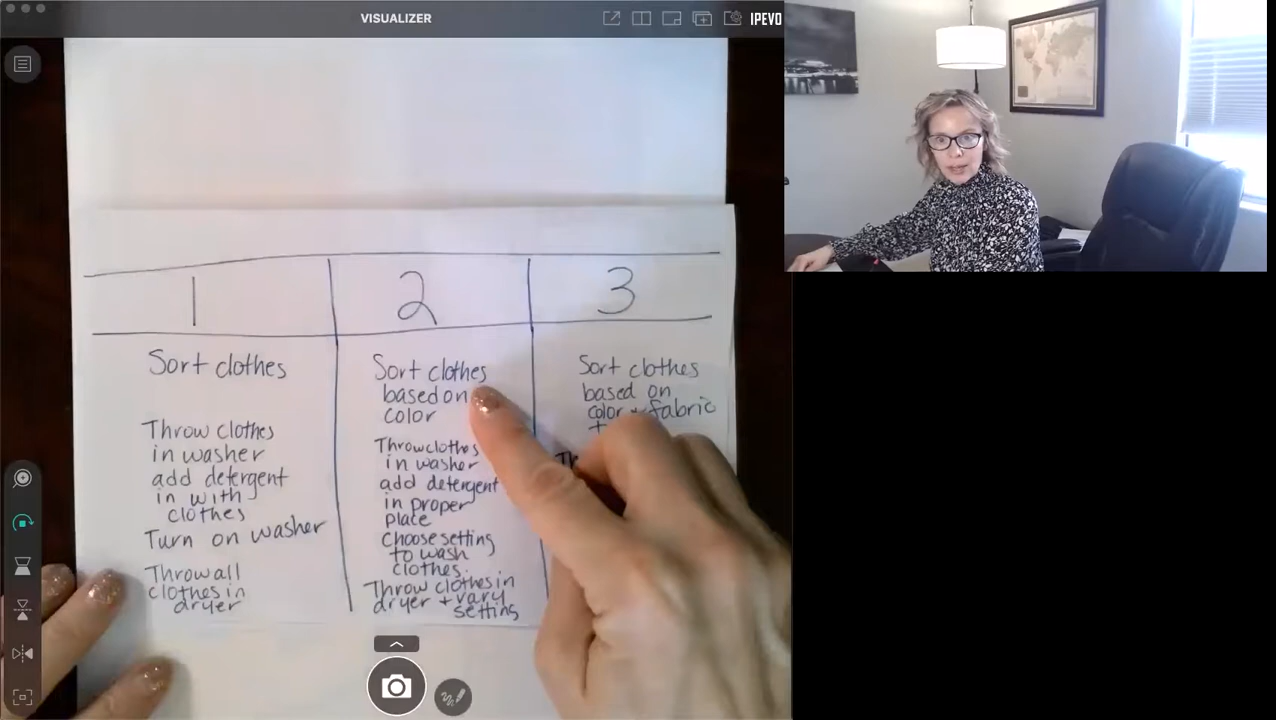 VISUALIZER
IPEVO
1
2
3
Sort clothes
Throw clothes
in washer
add detergent
in with
clothes
Turn on washer
Throw all
clothes in
dryer
Sort clothes
based on
color
Throw clothes
in washer
add detergent
in proper
place
Choose setting
to wash
clothes.
Throw clothes in
dryer + vary
setting
Sort clothes
based on
color + fabric